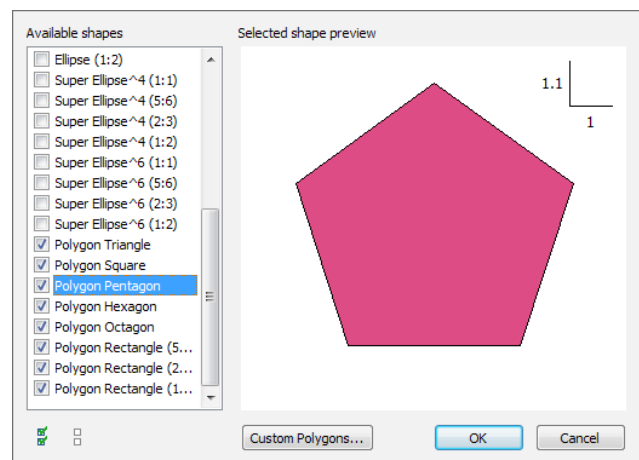 Available shapes
Selected shape preview
Ellipse (1:2)
Super Ellipse^4 (1:1)
Super Ellipse^4 (5:6)
Super Ellipse^4 (2:3)
Super Ellipse^4 (1:2)
Super Ellipse^6 (1:1)
Super Ellipse^6 (5:6)
Super Ellipse^6 (2:3)
Super Ellipse^6 (1:2)
Polygon Triangle
Polygon Square
Polygon Pentagon
Polygon Hexagon
Polygon Octagon
Polygon Rectangle (5...
Polygon Rectangle (2...
Polygon Rectangle (1...
1.1
1
Custom Polygons...
OK
Cancel